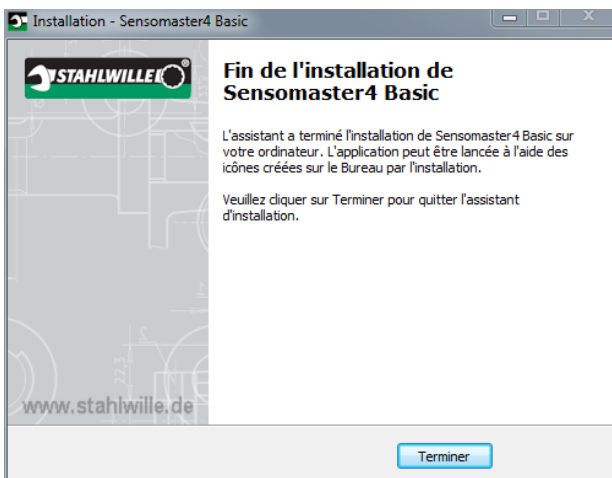 Installation - Sensomaster4 Basic
STAHLWILLE
Fin de l'installation de
Sensomaster4 Basic
L'assistant a terminé l'installation de Sensomaster4 Basic sur
votre ordinateur. L'application peut être lancée à l'aide des
icônes créées sur le Bureau par l'installation.
Veuillez cliquer sur Terminer pour quitter l'assistant
d'installation.
22,5
www.stahlwille.de
Terminer